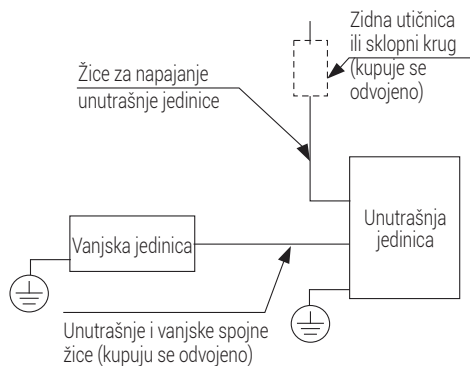 Zidna utičnica
ili sklopni krug
(kupuje se
odvojeno)
Žice za napajanje
unutrašnje jedinice
Unutrašnja
jedinica
Vanjska jedinica
Unutrašnje i vanjske spojne
žice (kupuju se odvojeno)